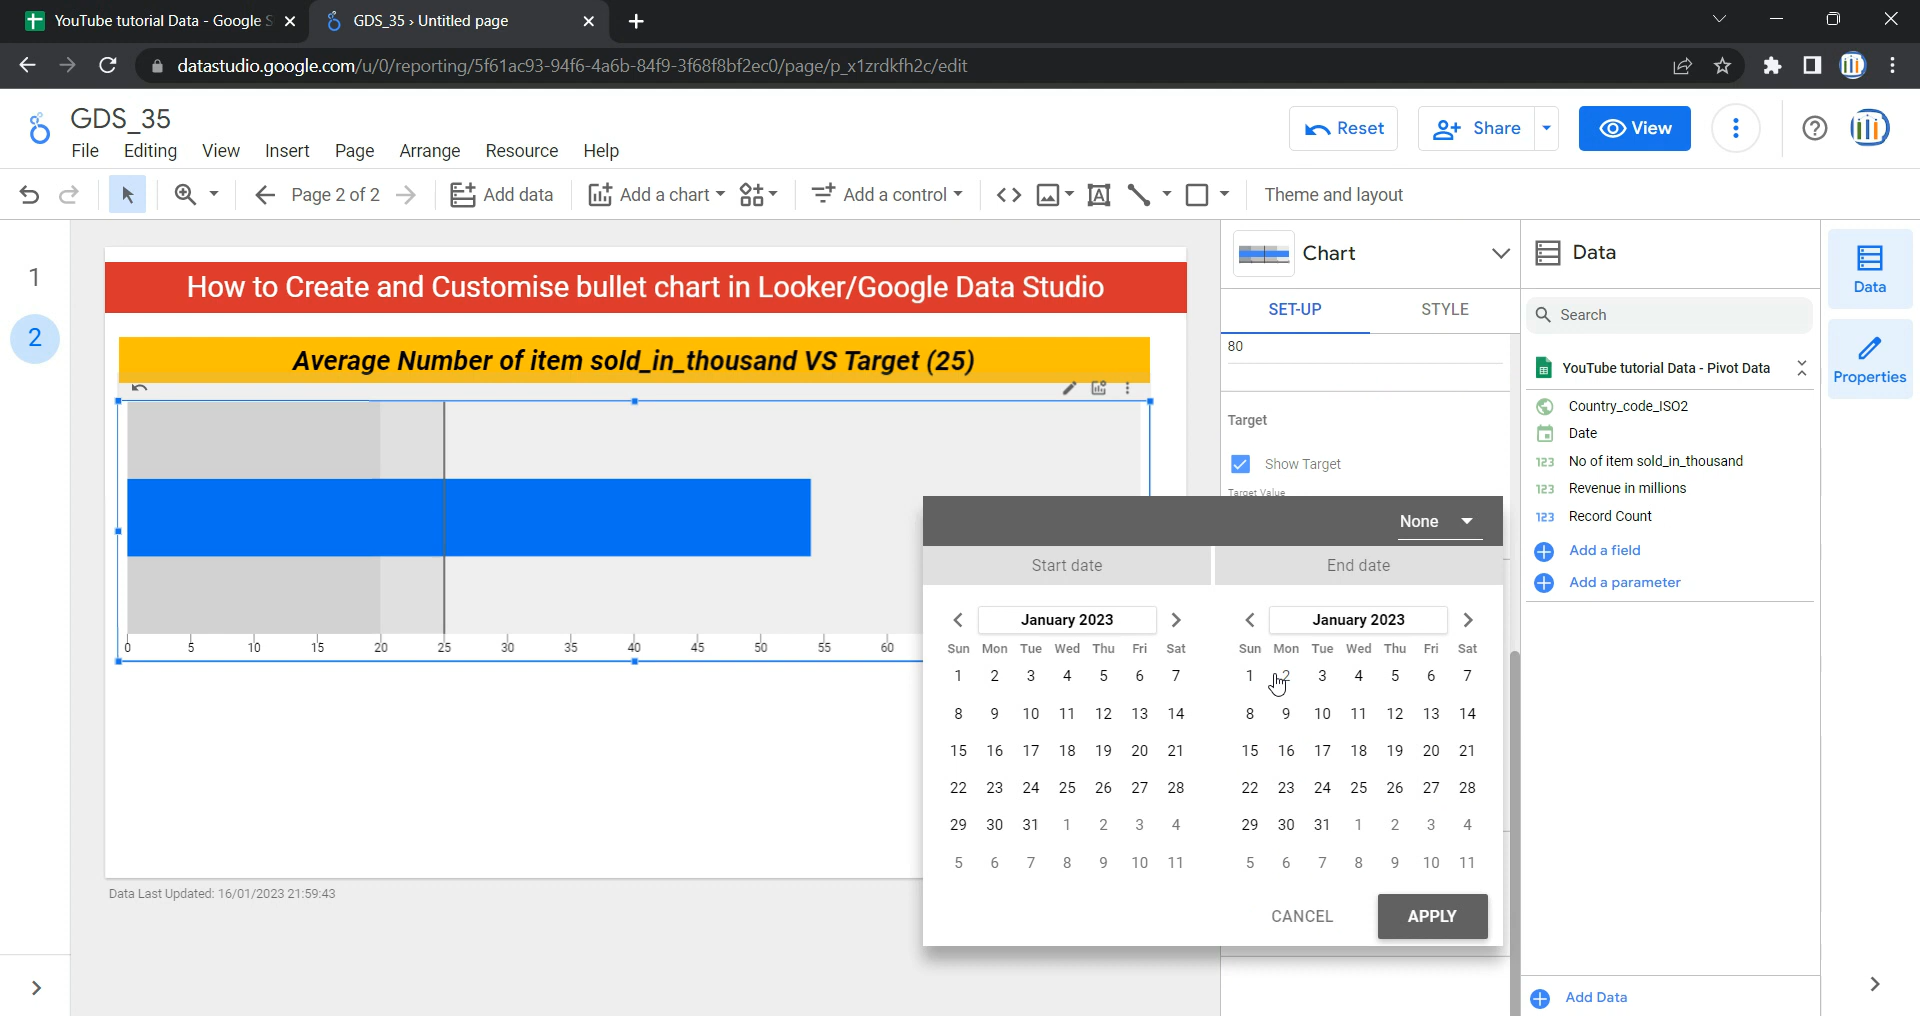 YouTube tutorial Data - Google S
GDS_35 › Untitled page
datastudio.google.com/u/0/reporting/5f61ac93-94f6-4a6b-84f9-3f68f8bf2ec0/page/p_x1zrdkfh2c/edit
GDS_35
File Editing View Insert Page Arrange Resource Help
Reset Share View
Page 2 of 2 Add data Add a chart Add a control Theme and layout
1
2
How to Create and Customise bullet chart in Looker/Google Data Studio
Average Number of item sold_in_thousand VS Target (25)
0 5 10 15 20 25 30 35 40 45 50 55 60
Data Last Updated: 16/01/2023 21:59:43
Chart
SET-UP STYLE
80
Target
Show Target
Target Value
None
Start date End date
January 2023 January 2023
Sun Mon Tue Wed Thu Fri Sat Sun Mon Tue Wed Thu Fri Sat
1 2 3 4 5 6 7 1 2 3 4 5 6 7
8 9 10 11 12 13 14 8 9 10 11 12 13 14
15 16 17 18 19 20 21 15 16 17 18 19 20 21
22 23 24 25 26 27 28 22 23 24 25 26 27 28
29 30 31 1 2 3 4 29 30 31 1 2 3 4
5 6 7 8 9 10 11 5 6 7 8 9 10 11
CANCEL APPLY
Data
Search
YouTube tutorial Data - Pivot Data
Country_code_ISO2
Date
123 No of item sold_in_thousand
123 Revenue in millions
123 Record Count
Add a field
Add a parameter
Add Data
Data
Properties